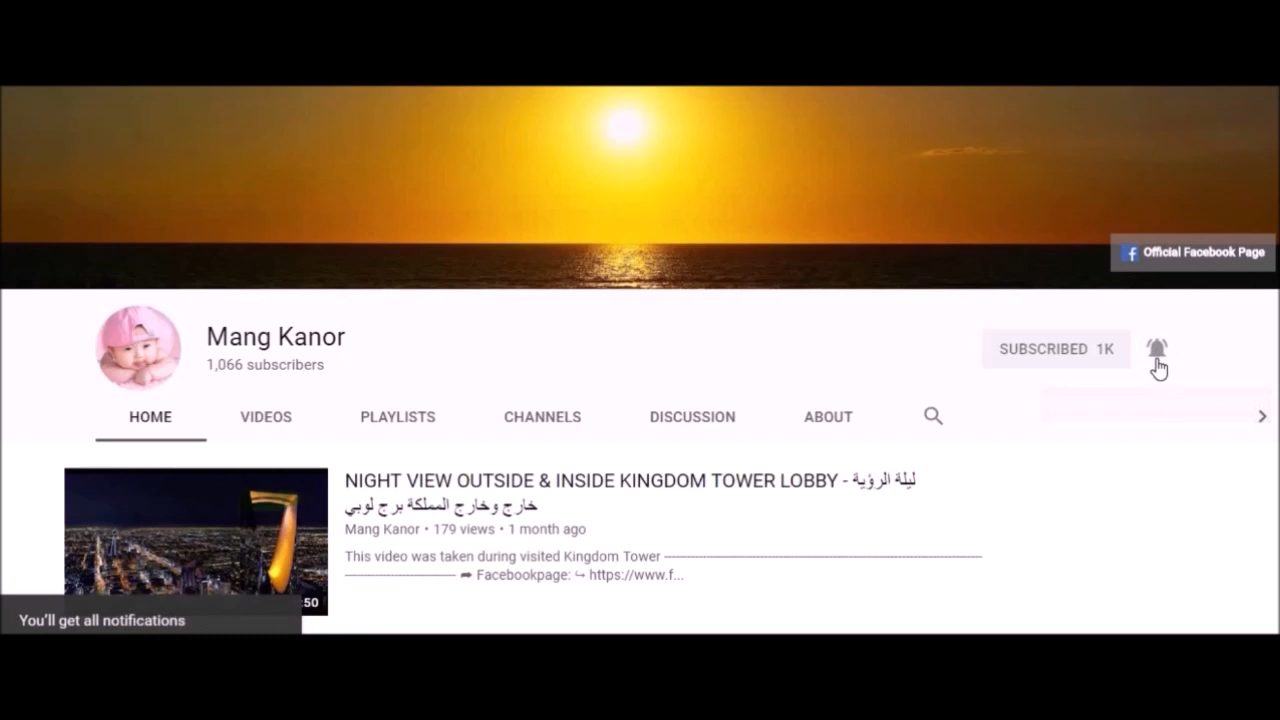 Official Facebook Page
Mang Kanor
1,066 subscribers
SUBSCRIBED 1K
HOME VIDEOS PLAYLISTS CHANNELS DISCUSSION ABOUT
NIGHT VIEW OUTSIDE & INSIDE KINGDOM TOWER LOBBY - ليلة الرؤية
خارج وخارج المملكة برج لوبي
Mang Kanor • 179 views • 1 month ago
This video was taken during visited Kingdom Tower ----------------------------------------------------------------
---------------------- ➦ Facebookpage: ↪ https://www.f...
:50
You'll get all notifications